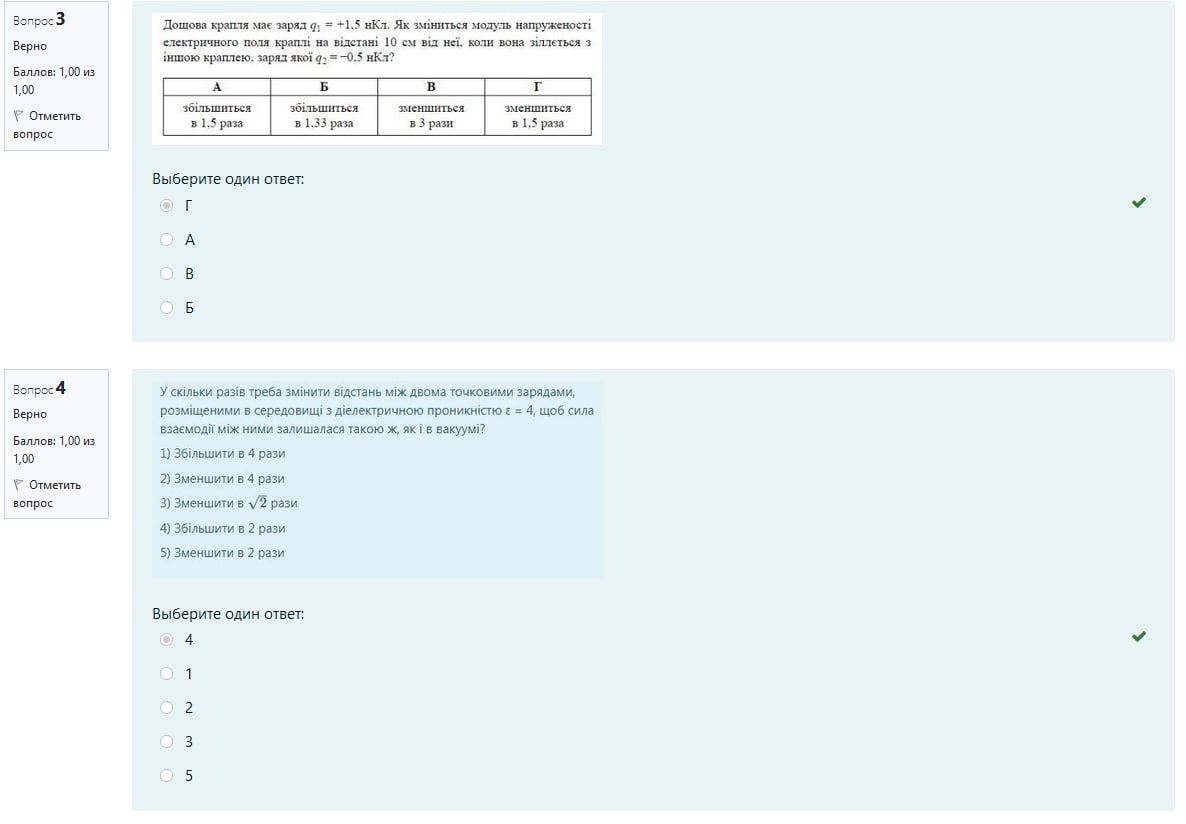 Вопрос 3
Верно
Баллов: 1,00 из
1,00
Отметить
вопрос
Дощова крапля має заряд q₁ = +1,5 нКл. Як зміниться модуль напруженості
електричного поля краплі на відстані 10 см від неї, коли вона зіллється з
іншою краплею, заряд якої q₂ = −0,5 нКл?
А Б В Г
збільшиться збільшиться зменшиться зменшиться
в 1,5 раза в 1,33 раза в 3 рази в 1,5 раза
Выберите один ответ:
Г
А
В
Б
Вопрос 4
Верно
Баллов: 1,00 из
1,00
Отметить
вопрос
У скільки разів треба змінити відстань між двома точковими зарядами,
розміщеними в середовищі з діелектричною проникністю ε = 4, щоб сила
взаємодії між ними залишалася такою ж, як і в вакуумі?
1) Збільшити в 4 рази
2) Зменшити в 4 рази
3) Зменшити в √2 рази
4) Збільшити в 2 рази
5) Зменшити в 2 рази
Выберите один ответ:
4
1
2
3
5